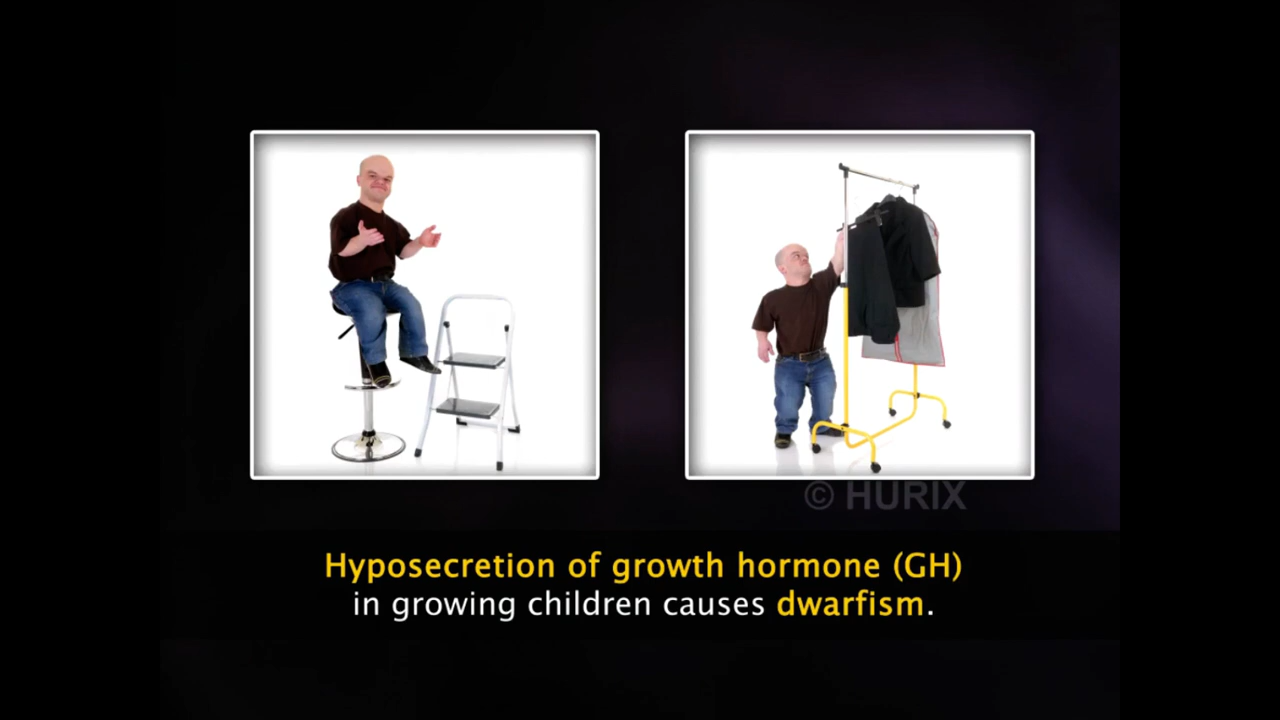 © HURIX
Hyposecretion of growth hormone (GH)
in growing children causes dwarfism.